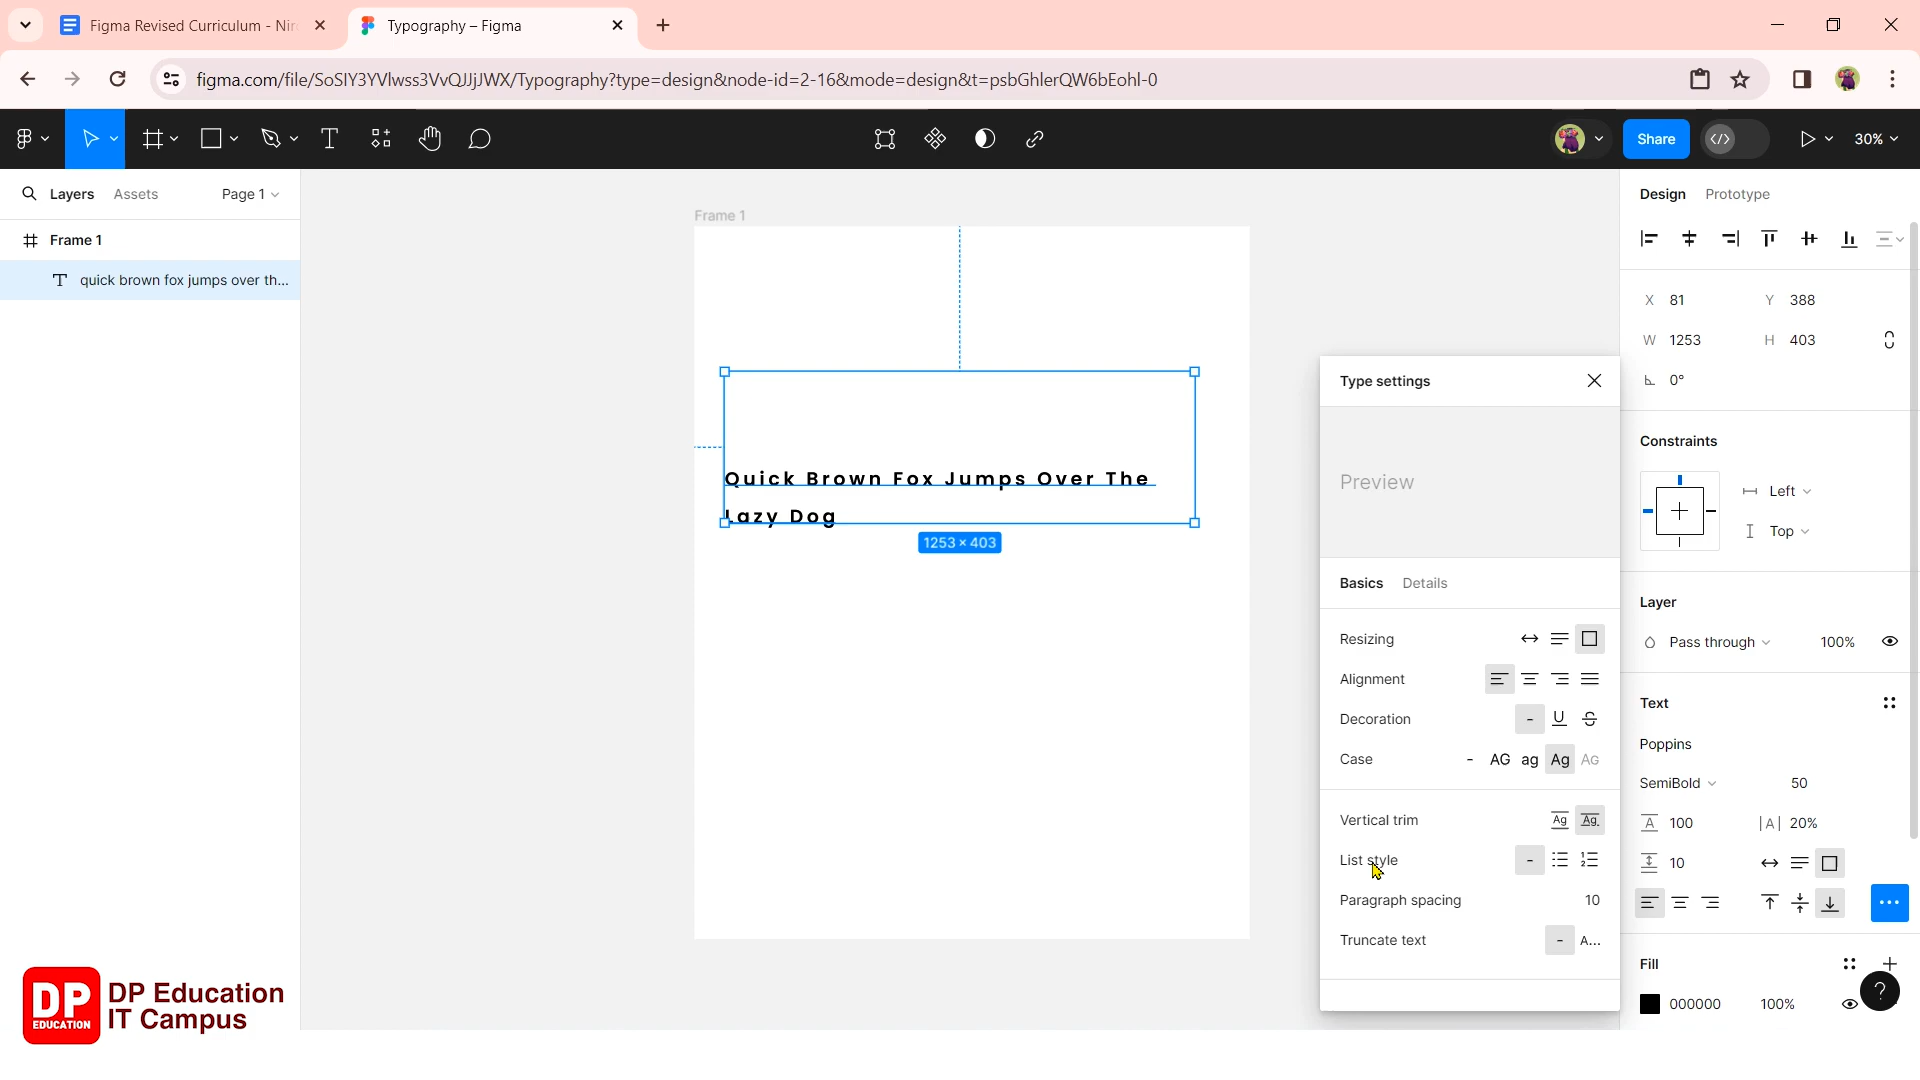 Figma Revised Curriculum - Nir
Typography – Figma
figma.com/file/SoSIY3YVlwss3VvQJJjJWX/Typography?type=design&node-id=2-16&mode=design&t=psbGhlerQW6bEohl-0
Share
30%
Layers
Assets
Page 1
Frame 1
quick brown fox jumps over th...
Frame 1
Quick Brown Fox Jumps Over The
Lazy Dog
1253 × 403
Type settings
Preview
Basics
Details
Resizing
Alignment
Decoration
- U S
Case
- AG ag Ag AG
Vertical trim
Ag Ag
List style
-
Paragraph spacing
10
Truncate text
- A...
Design
Prototype
X 81
Y 388
W 1253
H 403
0°
Constraints
Left
Top
Layer
Pass through
100%
Text
Poppins
SemiBold
50
A 100
|A| 20%
10
Fill
000000
100%
?
DP
EDUCATION
DP Education
IT Campus